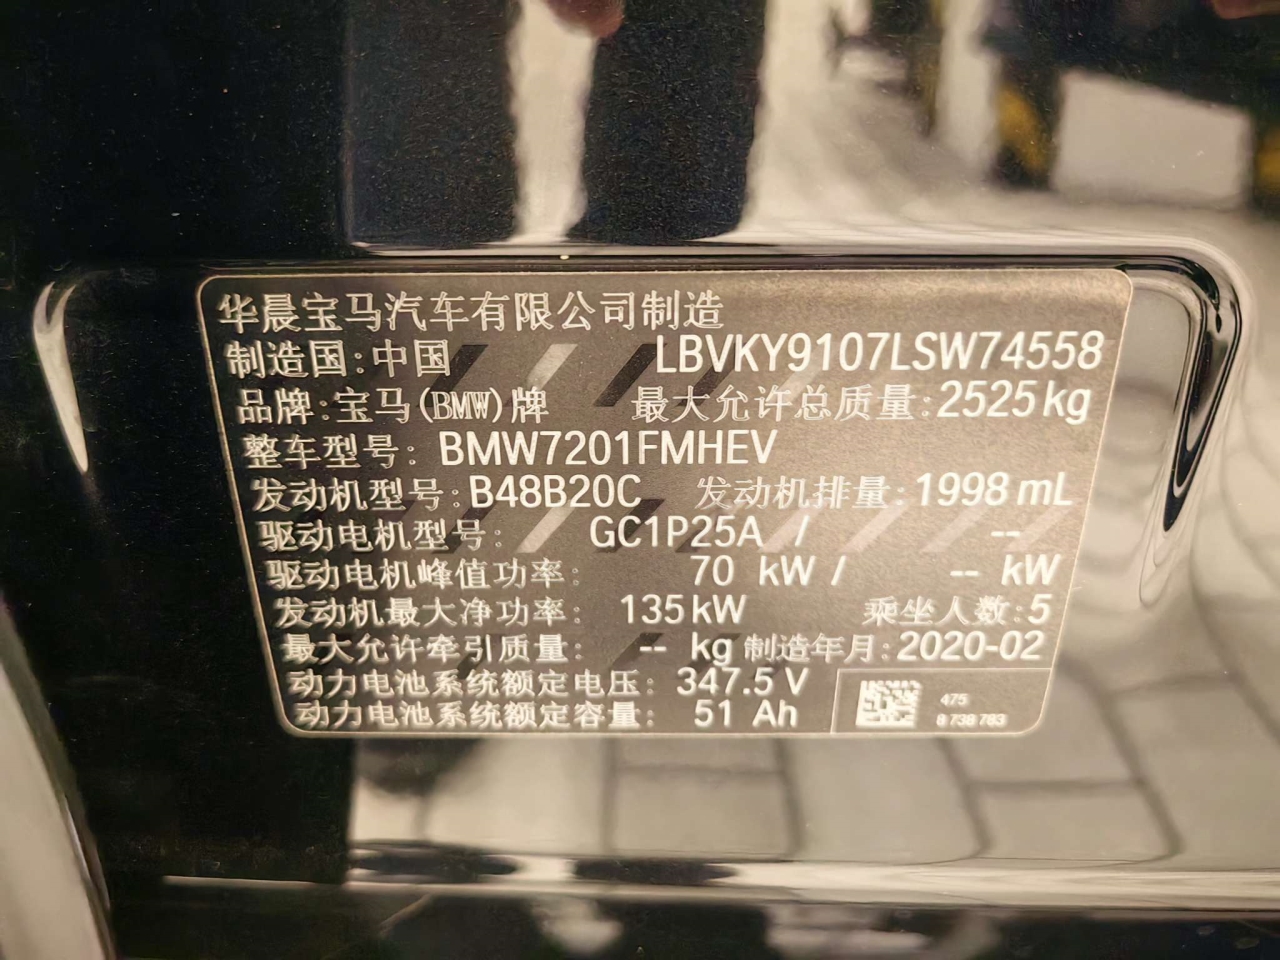 华晨宝马汽车有限公司制造
制造国:中国 LBVKY9107LSW74558
品牌:宝马(BMW)牌 最大允许总质量:2525kg
整车型号: BMW7201FMHEV
发动机型号:B48B20C 发动机排量:1998 mL
驱动电机型号: GC1P25A / --
驱动电机峰值功率: 70 kW / -- kW
发动机最大净功率: 135kW 乘坐人数:5
最大允许牵引质量: -- kg 制造年月:2020-02
动力电池系统额定电压: 347.5 V
动力电池系统额定容量: 51 Ah
475
8 738 783